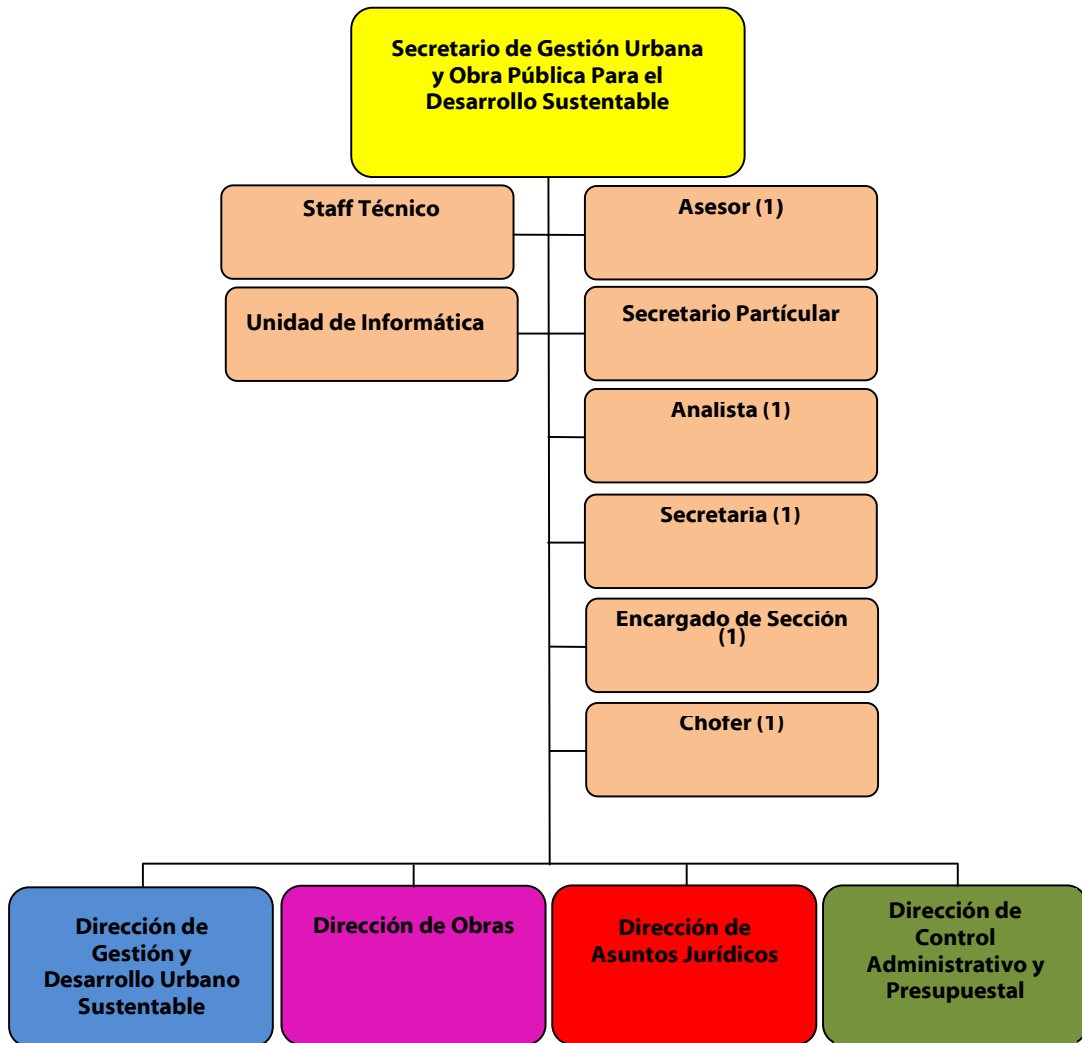 Secretario de Gestión Urbana
y Obra Pública Para el
Desarrollo Sustentable
Staff Técnico
Asesor (1)
Unidad de Informática
Secretario Partícular
Analista (1)
Secretaria (1)
Encargado de Sección
(1)
Chofer (1)
Dirección de
Gestión y
Desarrollo Urbano
Sustentable
Dirección de Obras
Dirección de
Asuntos Jurídicos
Dirección de
Control
Administrativo y
Presupuestal